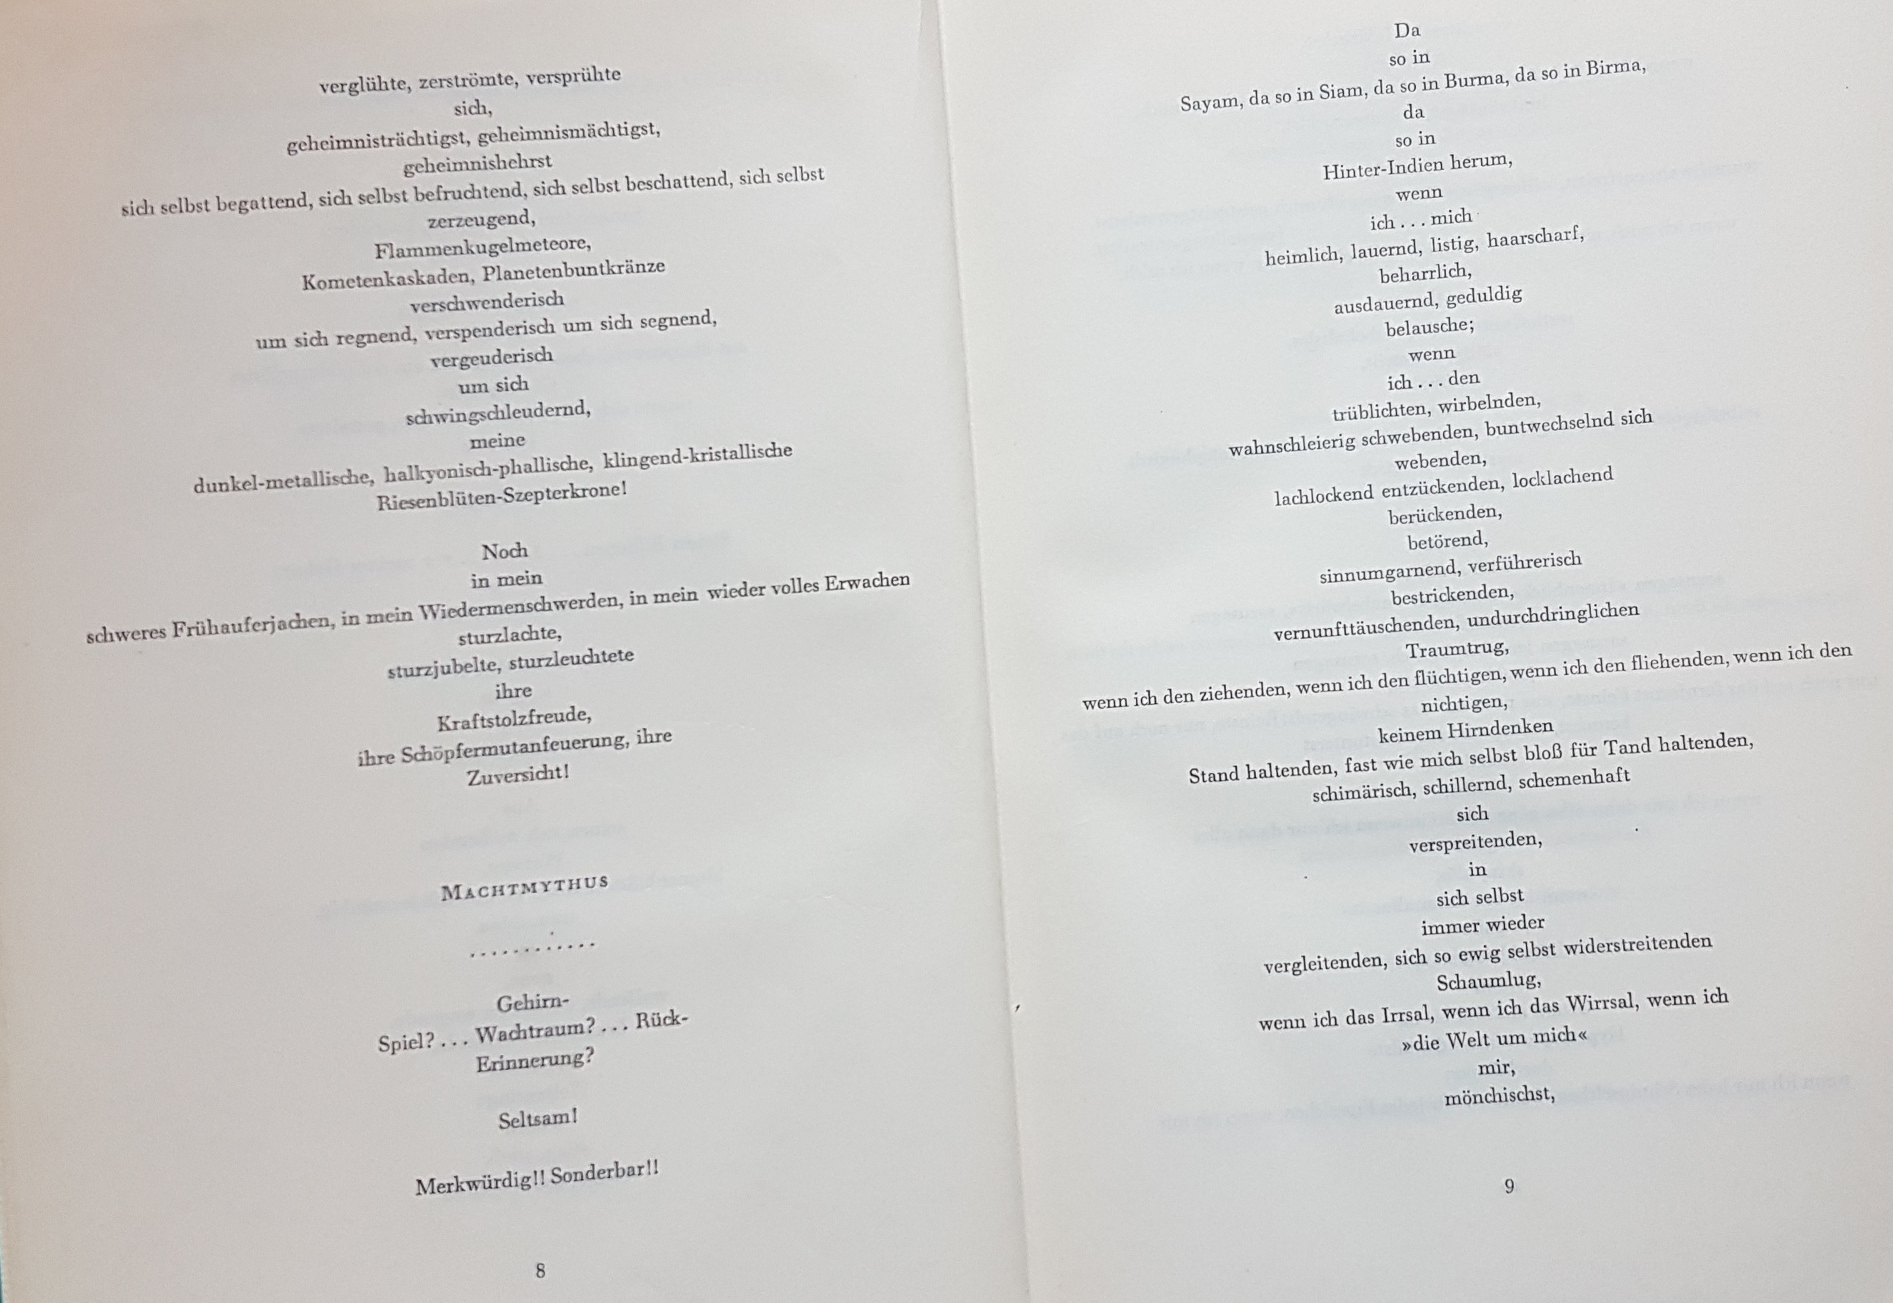 verglühte, zerströmte, versprühte
sich,
geheimnisträchtigst, geheimnismächtigst,
geheimnishehrst
sich selbst begattend, sich selbst befruchtend, sich selbst beschattend, sich selbst
zerzeugend,
Flammenkugelmeteore,
Kometenkaskaden, Planetenbuntkränze
verschwenderisch
um sich regnend, verspenderisch um sich segnend,
vergeuderisch
um sich
schwingschleudernd,
meine
dunkel-metallische, halkyonisch-phallische, klingend-kristallische
Riesenblüten-Szepterkrone!
Noch
in mein
schweres Frühauferjachen, in mein Wiedermenschwerden, in mein wieder volles Erwachen
sturzlachte,
sturzjubelte, sturzleuchtete
ihre
Kraftstolzfreude,
ihre Schöpfermutanfeuerung, ihre
Zuversicht!
MACHTMYTHUS
............
Gehirn-
Spiel? . . . Wachtraum? . . . Rück-
Erinnerung?
Seltsam!
Merkwürdig!! Sonderbar!!
8
Da
so in
Sayam, da so in Siam, da so in Burma, da so in Birma,
da
so in
Hinter-Indien herum,
wenn
ich . . . mich
heimlich, lauernd, listig, haarscharf,
beharrlich,
ausdauernd, geduldig
belausche;
wenn
ich . . . den
trüblichten, wirbelnden,
wahnschleierig schwebenden, buntwechselnd sich
webenden,
lachlockend entzückenden, locklachend
berückenden,
betörend,
sinnumgarnend, verführerisch
bestrickenden,
vernunfttäuschenden, undurchdringlichen
Traumtrug,
wenn ich den ziehenden, wenn ich den flüchtigen, wenn ich den fliehenden, wenn ich den
nichtigen,
keinem Hirndenken
Stand haltenden, fast wie mich selbst bloß für Tand haltenden,
schimärisch, schillernd, schemenhaft
sich
verspreitenden,
in
sich selbst
immer wieder
vergleitenden, sich so ewig selbst widerstreitenden
Schaumlug,
wenn ich das Irrsal, wenn ich das Wirrsal, wenn ich
»die Welt um mich«
mir,
mönchischst,
9